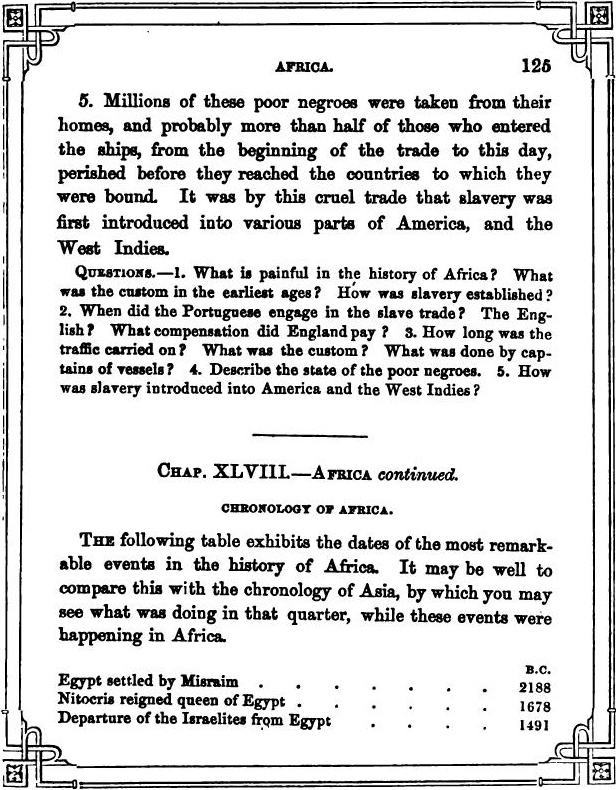 AFRICA. 125
5. Millions of these poor negroes were taken from their
homes, and probably more than half of those who entered
the ships, from the beginning of the trade to this day,
perished before they reached the countries to which they
were bound. It was by this cruel trade that slavery was
first introduced into various parts of America, and the
West Indies.
QUESTIONS.—1. What is painful in the history of Africa? What
was the custom in the earliest ages? How was slavery established?
2. When did the Portuguese engage in the slave trade? The Eng-
lish? What compensation did England pay? 3. How long was the
traffic carried on? What was the custom? What was done by cap-
tains of vessels? 4. Describe the state of the poor negroes. 5. How
was slavery introduced into America and the West Indies?
CHAP. XLVIII.—AFRICA continued.
CHRONOLOGY OF AFRICA.
THE following table exhibits the dates of the most remark-
able events in the history of Africa. It may be well to
compare this with the chronology of Asia, by which you may
see what was doing in that quarter, while these events were
happening in Africa.
B.C.
Egypt settled by Misraim . . . . . . . 2188
Nitocris reigned queen of Egypt . . . . . . 1678
Departure of the Israelites from Egypt . . . . 1491